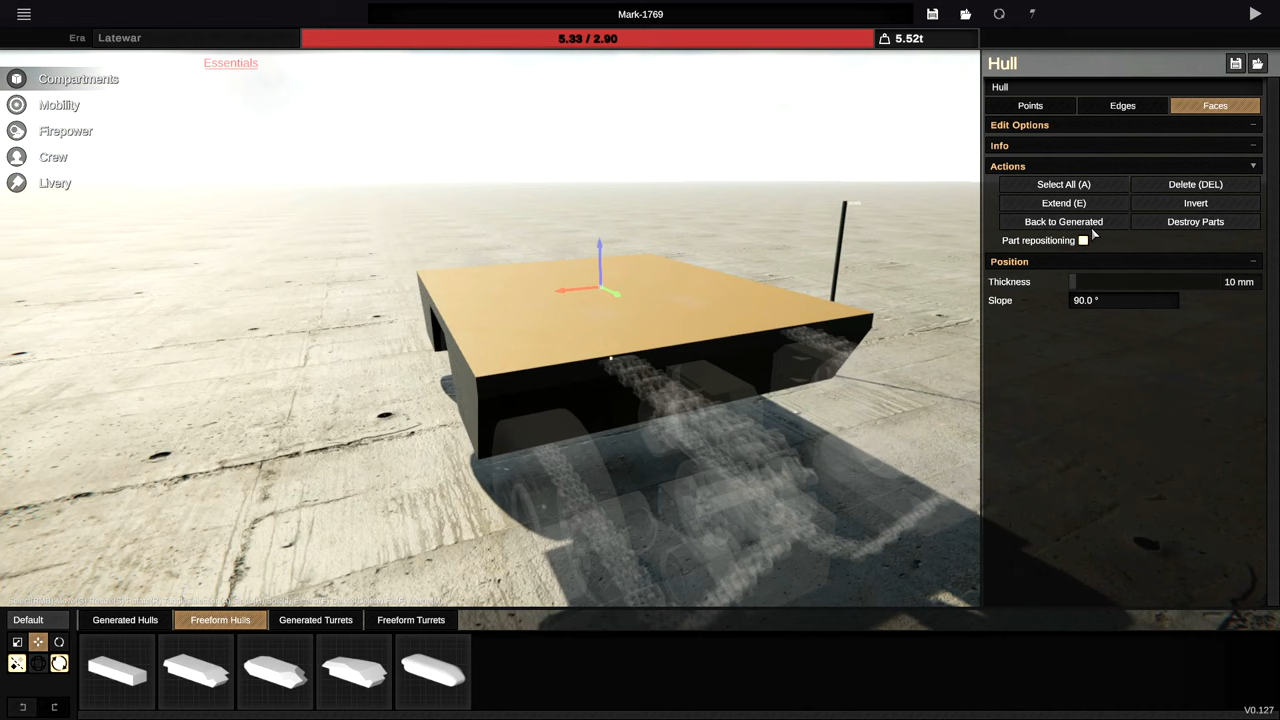 Mark-1769
Era Latewar
5.33 / 2.90
5.52t
Essentials
Compartments
Mobility
Firepower
Crew
Livery
Hull
Hull
Points Edges Faces
Edit Options
Info
Actions
Select All (A) Delete (DEL)
Extend (E) Invert
Back to Generated Destroy Parts
Part repositioning
Position
Thickness 10 mm
Slope 90.0 °
Default
Generated Hulls Freeform Hulls Generated Turrets Freeform Turrets
V0.127